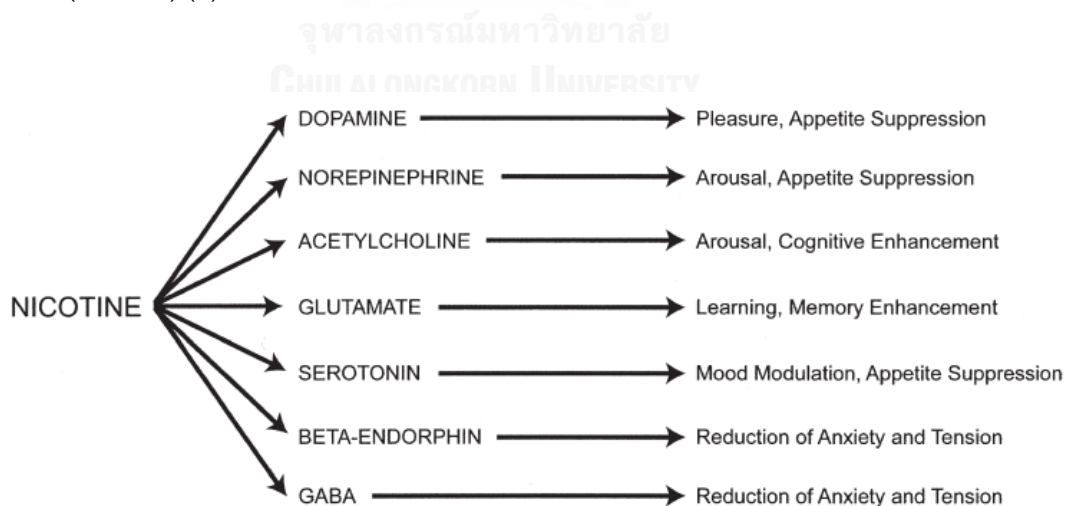 จุฬาลงกรณ์มหาวิทยาลัย
CHULALONGKORN UNIVERSITY
DOPAMINE Pleasure, Appetite Suppression
NOREPINEPHRINE Arousal, Appetite Suppression
ACETYLCHOLINE Arousal, Cognitive Enhancement
NICOTINE GLUTAMATE Learning, Memory Enhancement
SEROTONIN Mood Modulation, Appetite Suppression
BETA-ENDORPHIN Reduction of Anxiety and Tension
GABA Reduction of Anxiety and Tension